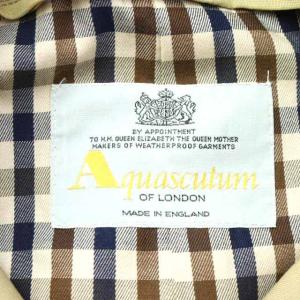 BY APPOINTMENT
TO H.M. QUEEN ELIZABETH THE QUEEN MOTHER
MAKERS OF WEATHERPROOF GARMENTS
Aquascutum
OF LONDON
MADE IN ENGLAND